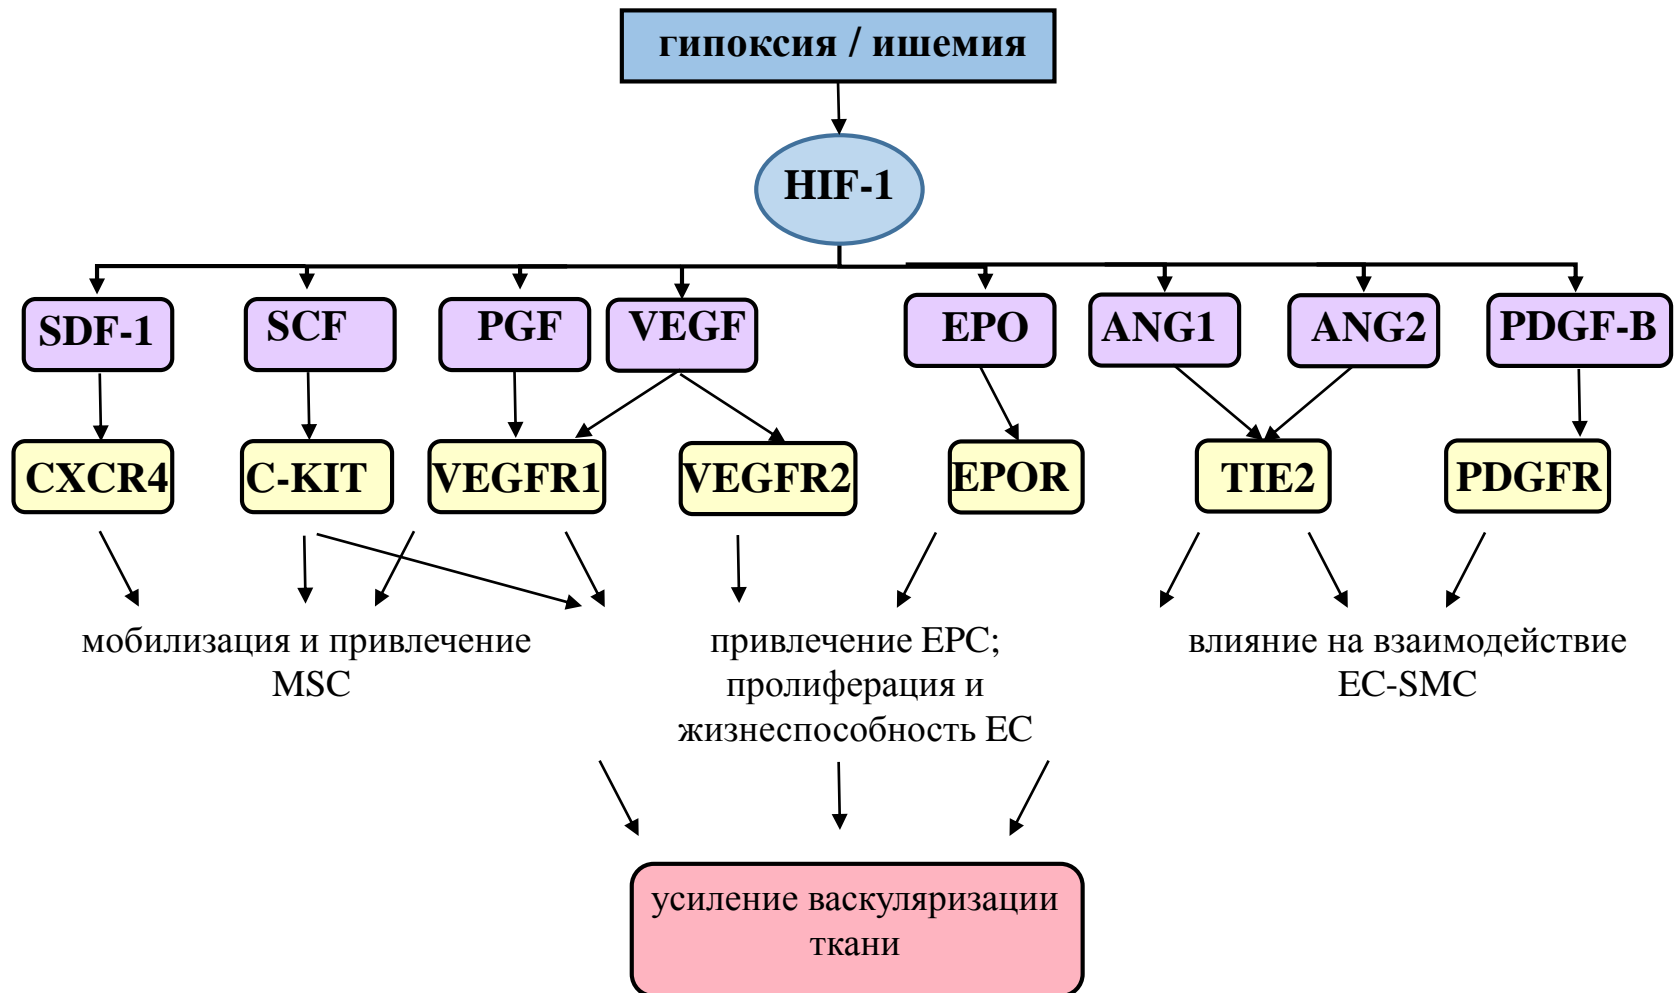 гипоксия / ишемия
HIF-1
SDF-1
SCF
PGF
VEGF
EPO
ANG1
ANG2
PDGF-B
CXCR4
C-KIT
VEGFR1
VEGFR2
EPOR
TIE2
PDGFR
мобилизация и привлечение
MSC
привлечение EPC;
пролиферация и
жизнеспособность EC
влияние на взаимодействие
EC-SMC
усиление васкуляризации
ткани